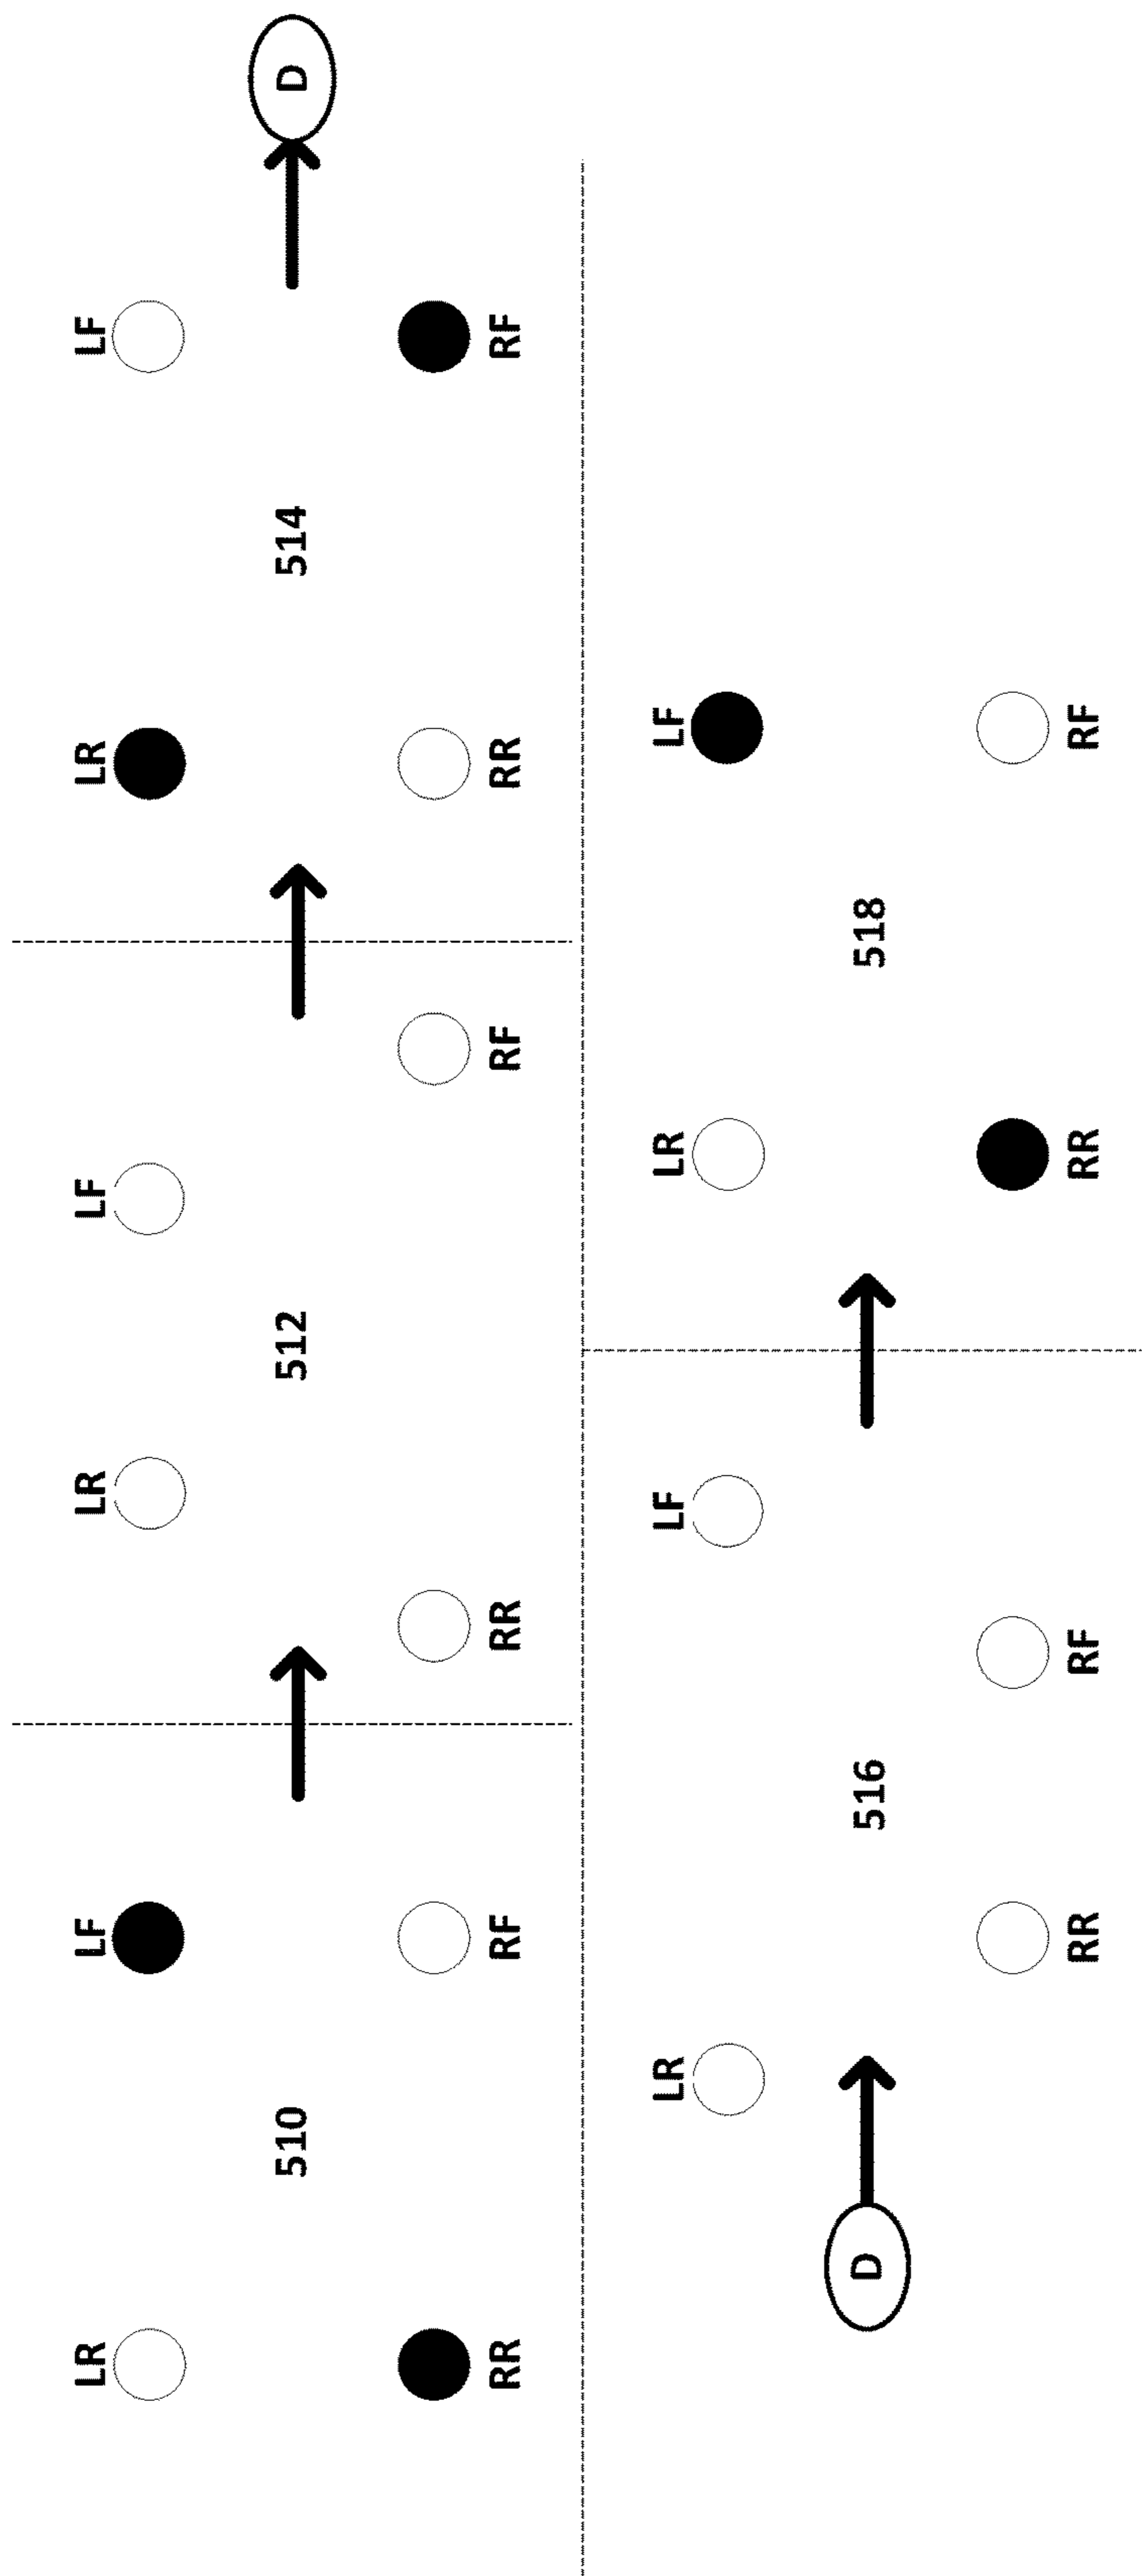 LR LF LR LF LR LF
510 512 514 D
RR RF RR RF RR RF
LR LF LR LF
D 516 518
RR RF RR RF